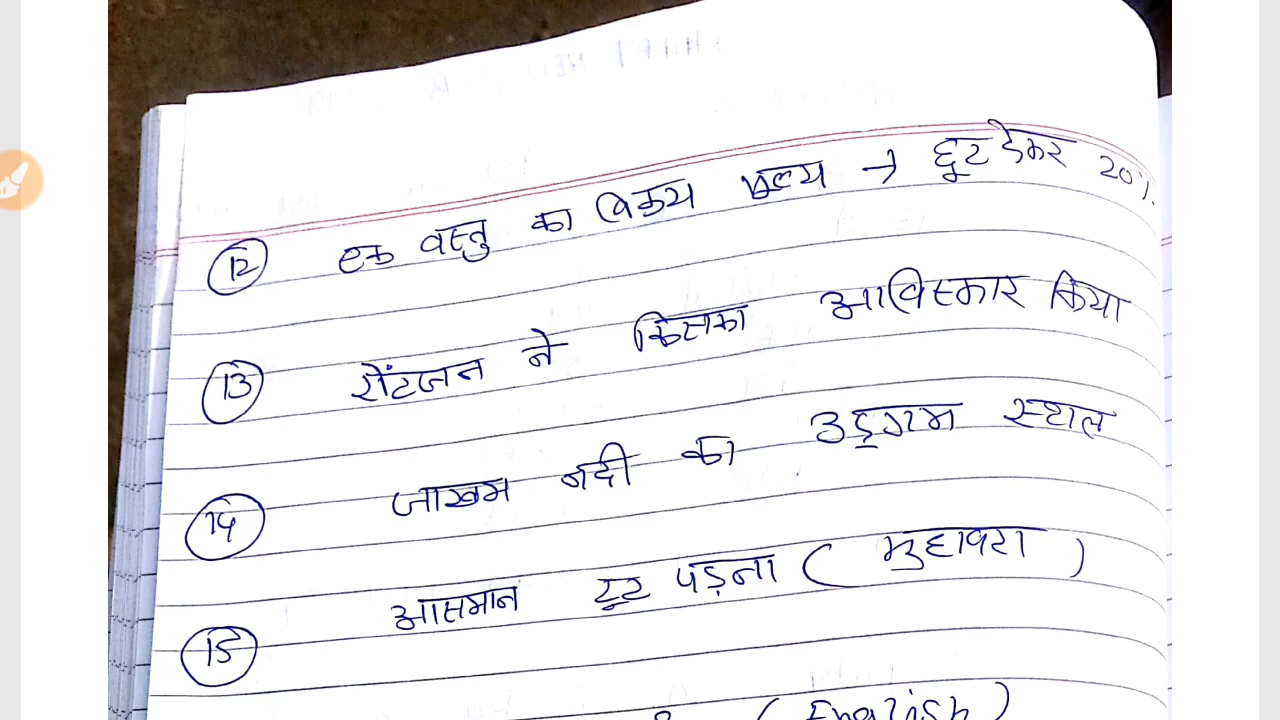 12 एक वस्तु का विक्रय मूल्य → छूट देकर 20%.
13 रोंटजन ने किसका आविस्कार किया
14 जाखम नदी का उद्गम स्थल
15 आसमान टूट पड़ना ( मुहावरा )
( English )